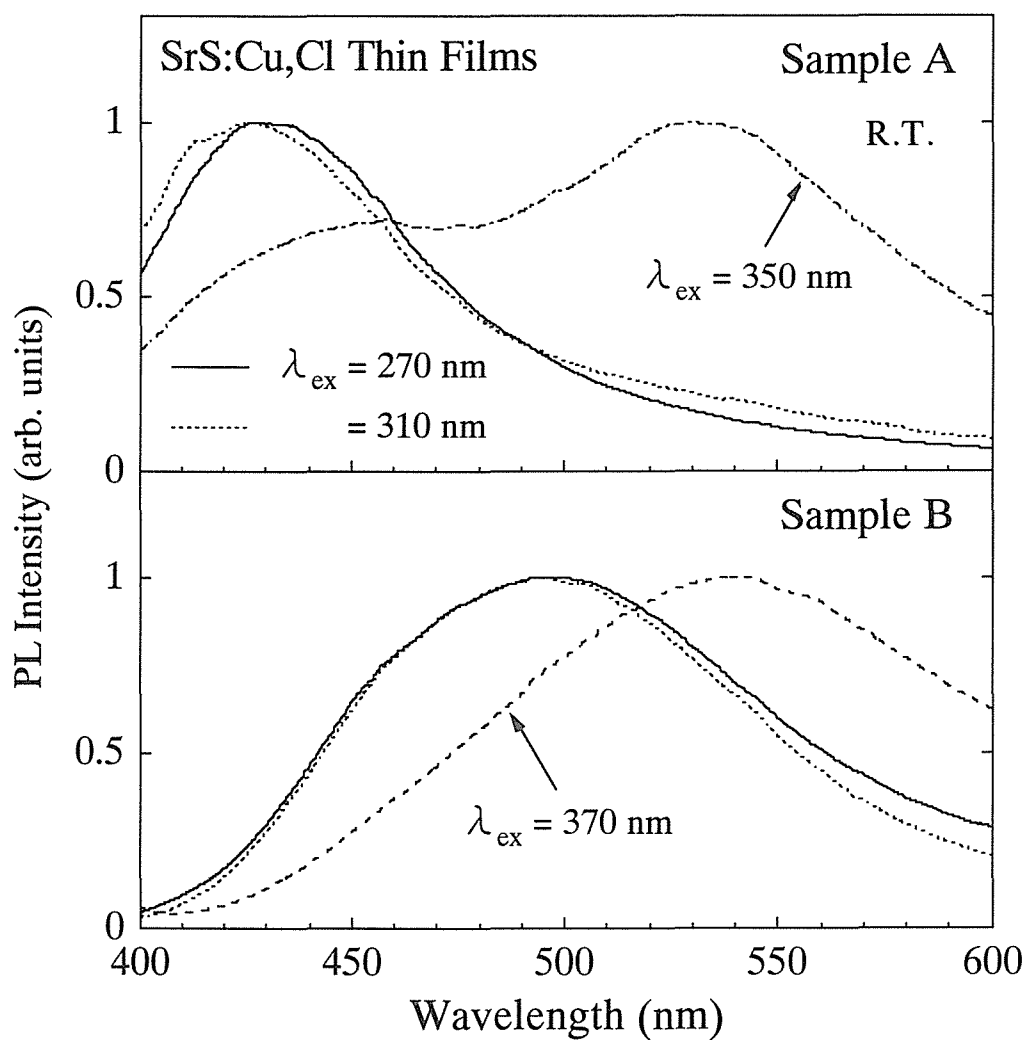 SrS:Cu,Cl Thin Films
Sample A
R.T.
1
λex = 350 nm
0.5
λex = 270 nm
= 310 nm
0
Sample B
1
0.5
λex = 370 nm
0
400
450
500
550
600
Wavelength (nm)
PL Intensity (arb. units)